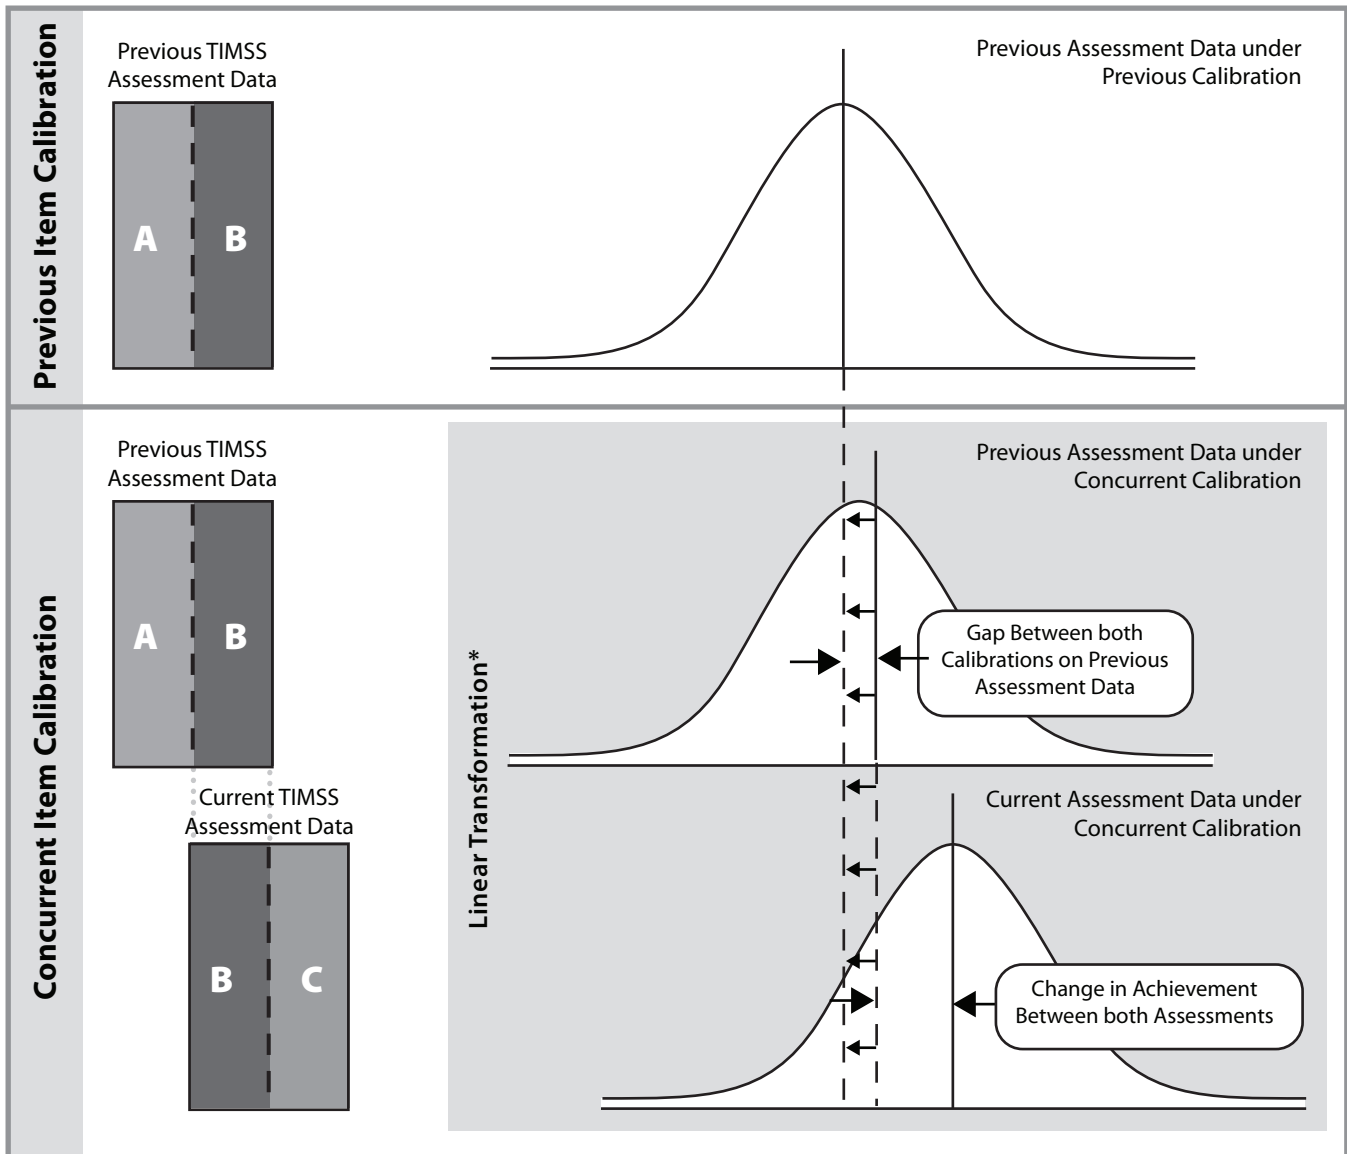 Previous Item Calibration
Previous TIMSS
Assessment Data
A
B
Previous Assessment Data under
Previous Calibration
Concurrent Item Calibration
Previous TIMSS
Assessment Data
A
B
Current TIMSS
Assessment Data
B
C
Linear Transformation*
Previous Assessment Data under
Concurrent Calibration
Gap Between both
Calibrations on Previous
Assessment Data
Current Assessment Data under
Concurrent Calibration
Change in Achievement
Between both Assessments